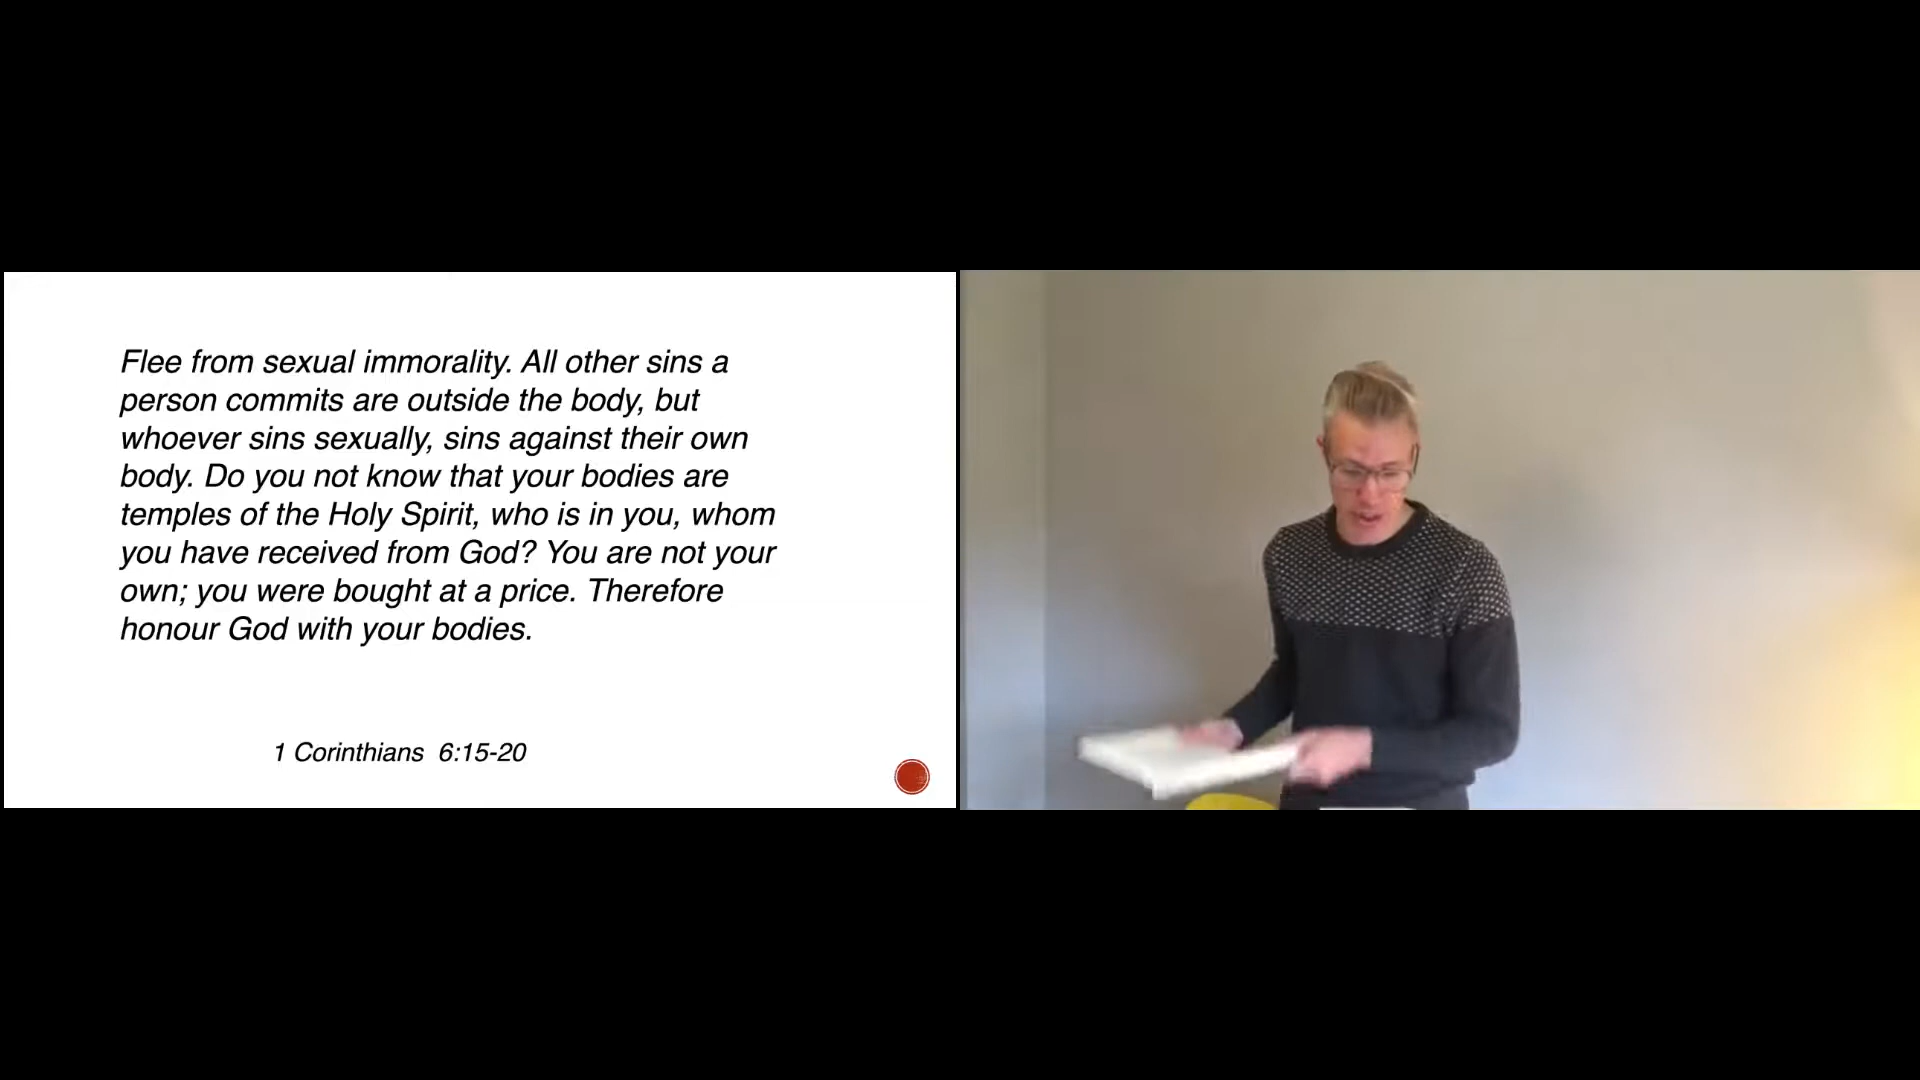 Flee from sexual immorality. All other sins a
person commits are outside the body, but
whoever sins sexually, sins against their own
body. Do you not know that your bodies are
temples of the Holy Spirit, who is in you, whom
you have received from God? You are not your
own; you were bought at a price. Therefore
honour God with your bodies.
1 Corinthians  6:15-20